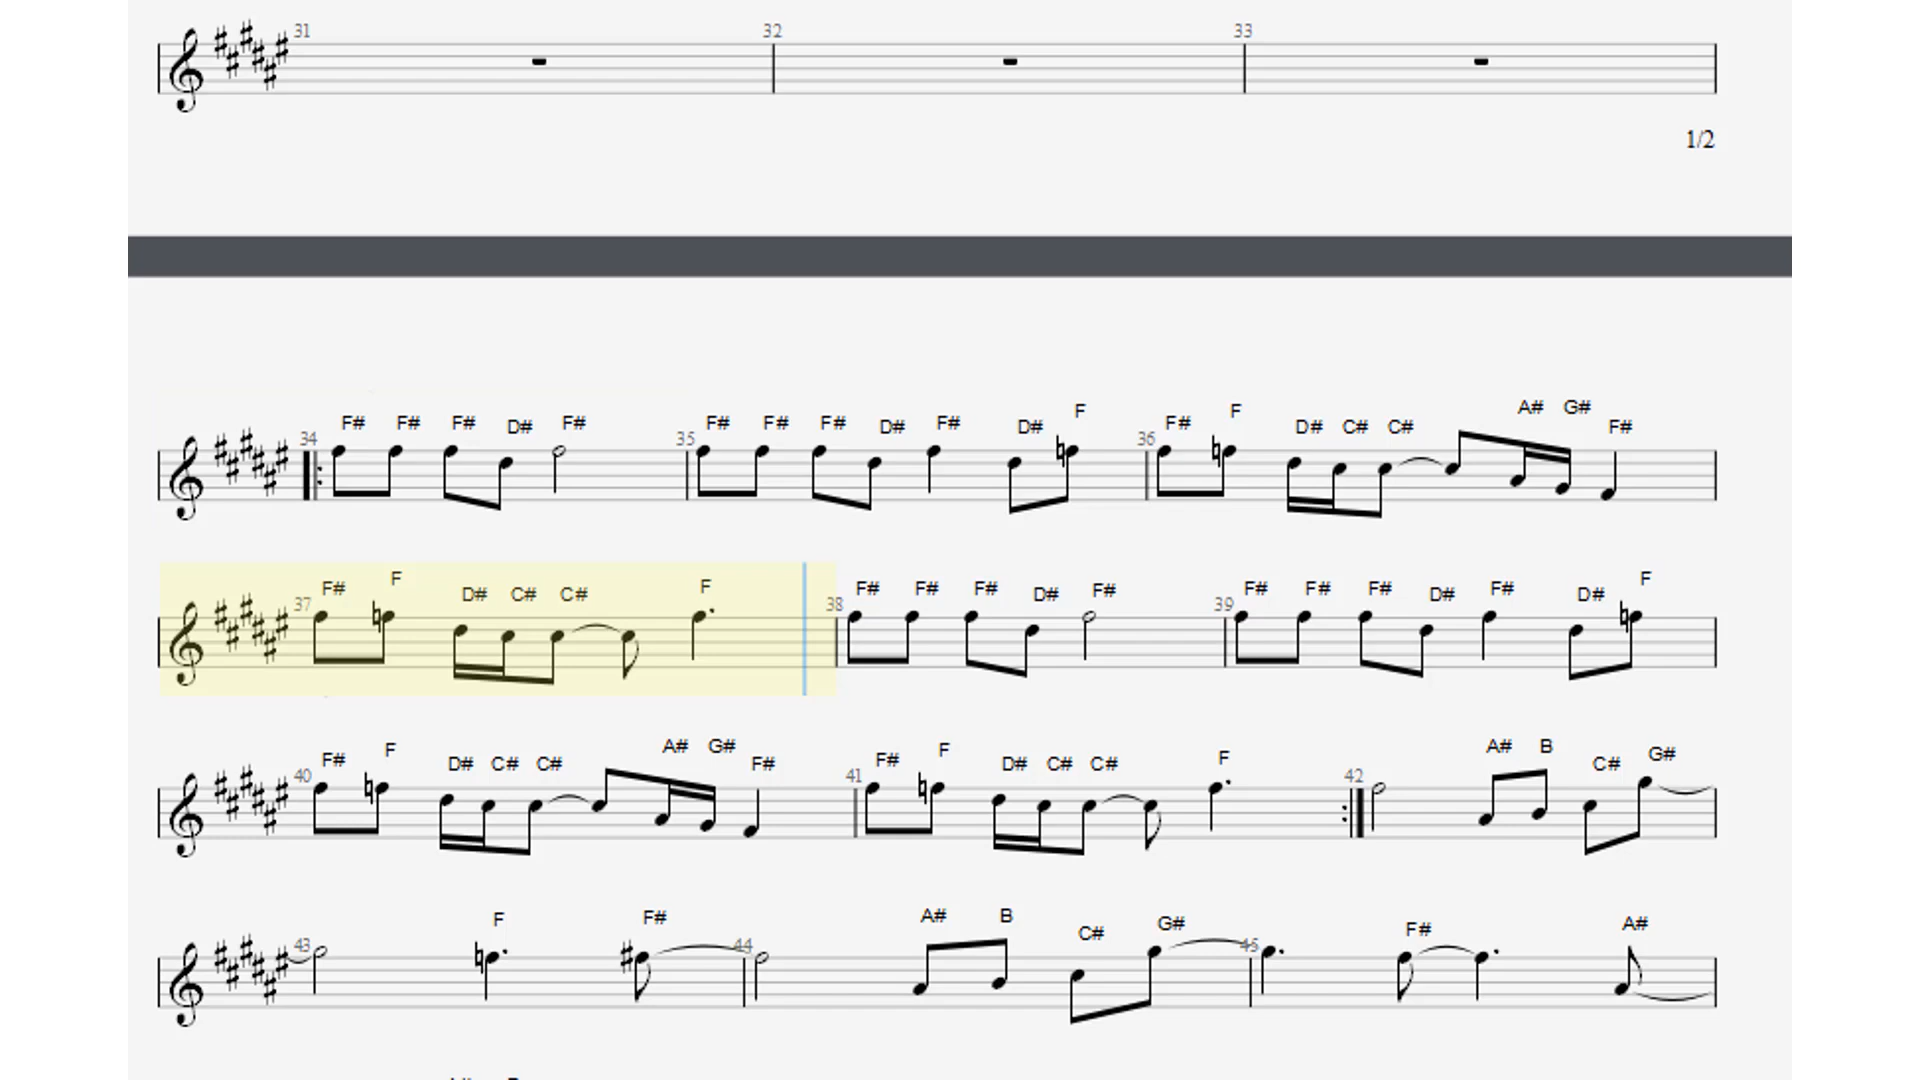 31 32 33
1/2
F# F# F# D# F# F# F# F# D# F# D# F F# F D# C# C# A# G# F#
34 35 36
F# F D# C# C# F F# F# F# D# F# F# F# F# D# F# D# F
37 38 39
F# F D# C# C# A# G# F# F# F D# C# C# F A# B C# G#
40 41 42
F F# A# B C# G# F# A#
43 44 45